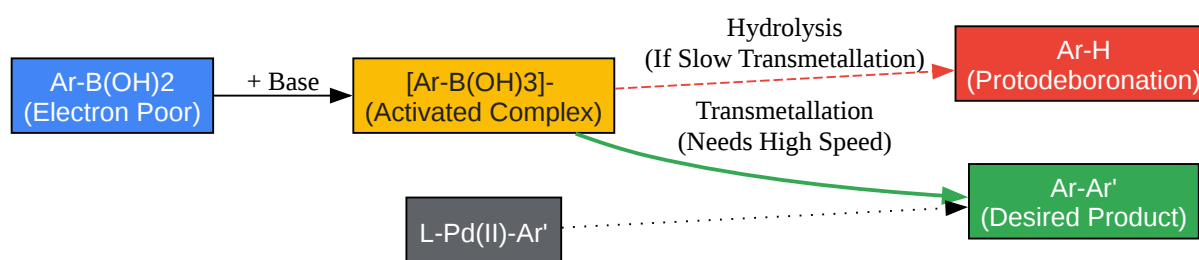 Ar-B(OH)2
(Electron Poor)
+ Base
[Ar-B(OH)3]-
(Activated Complex)
Hydrolysis
(If Slow Transmetallation)
Ar-H
(Protodeboronation)
Transmetallation
(Needs High Speed)
L-Pd(II)-Ar'
Ar-Ar'
(Desired Product)